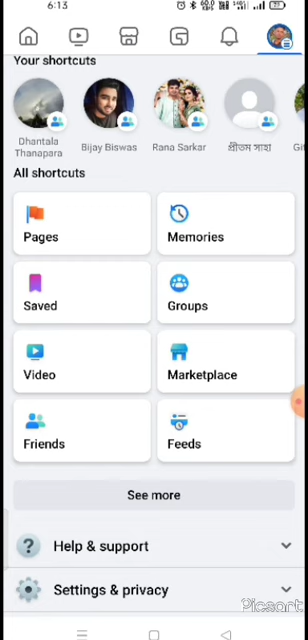 6:13
Your shortcuts
Dhantala
Thanapara
Bijay Biswas
Rana Sarkar
প্রীতম সাহা
All shortcuts
Pages
Memories
Saved
Groups
Video
Marketplace
Friends
Feeds
See more
Help & support
Settings & privacy
Picsart